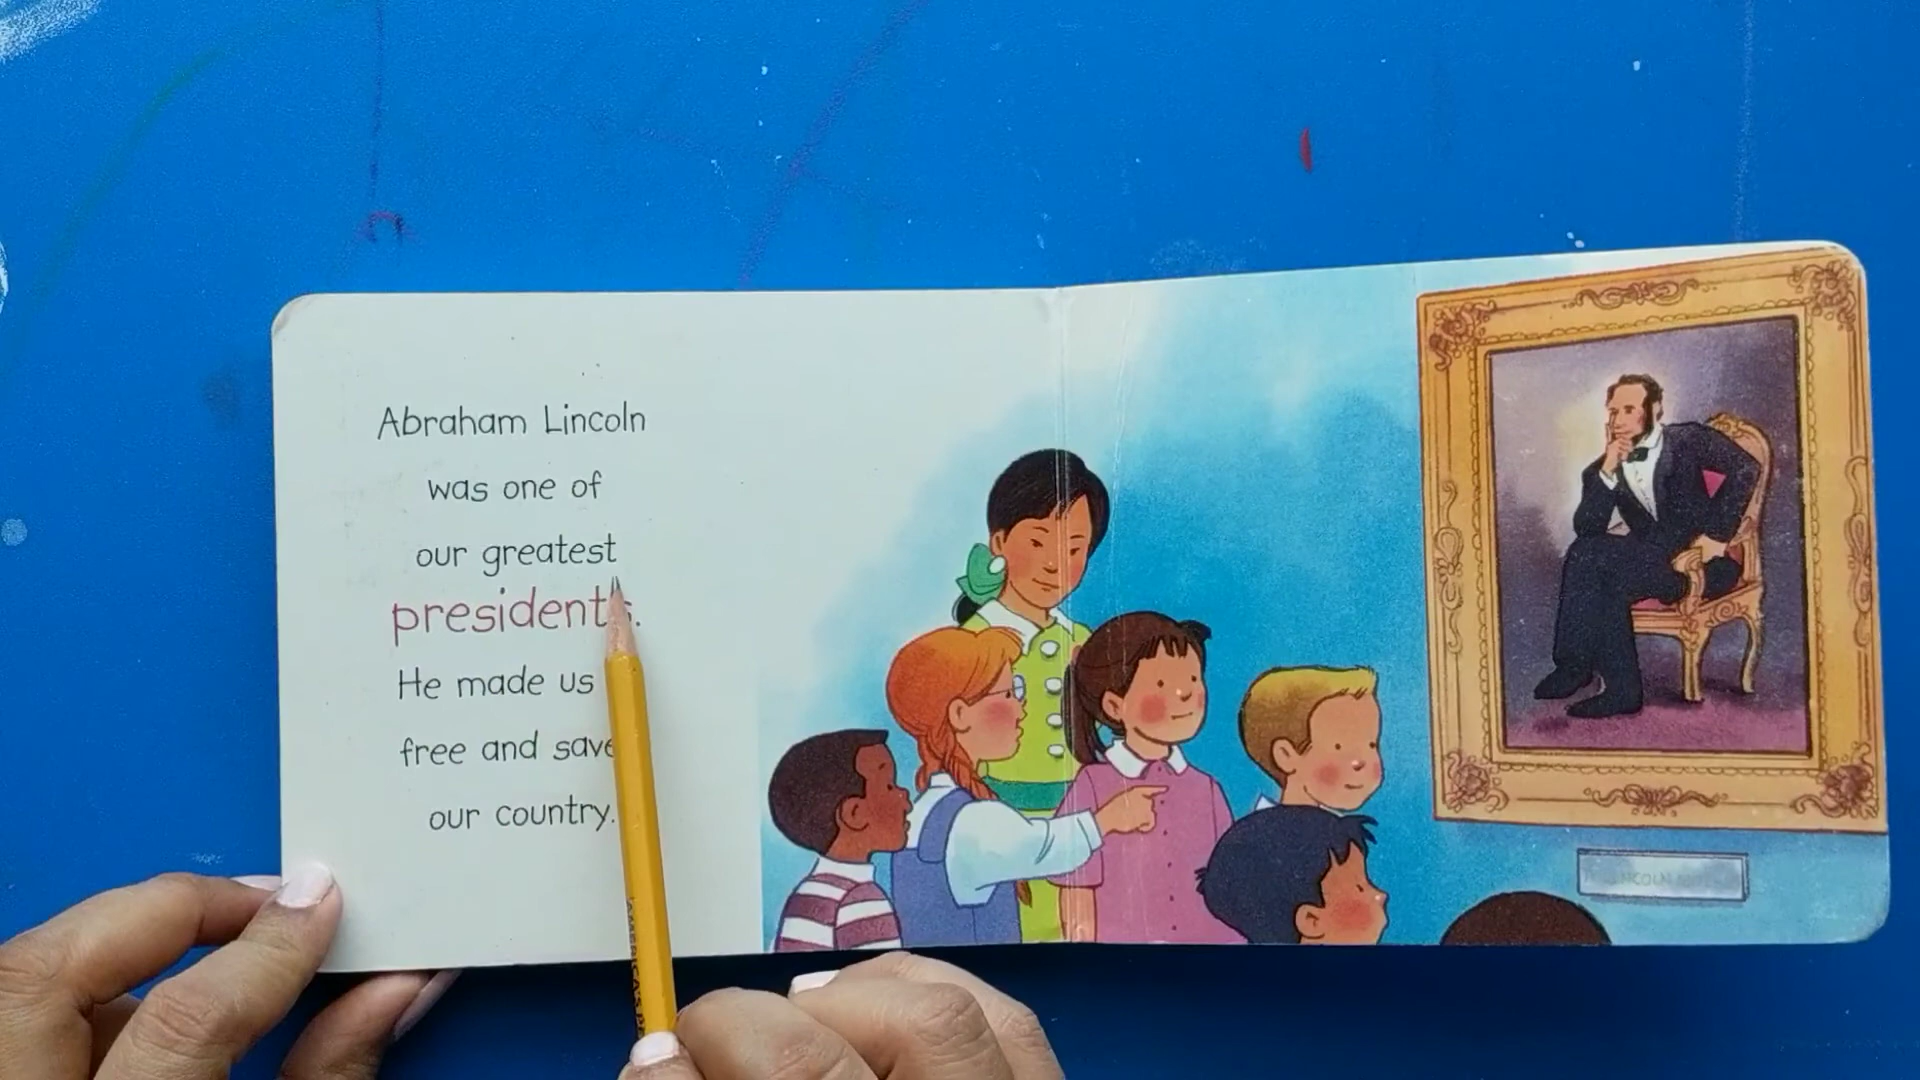 Abraham Lincoln
was one of
our greatest
presidents.
He made us
free and save
our country.